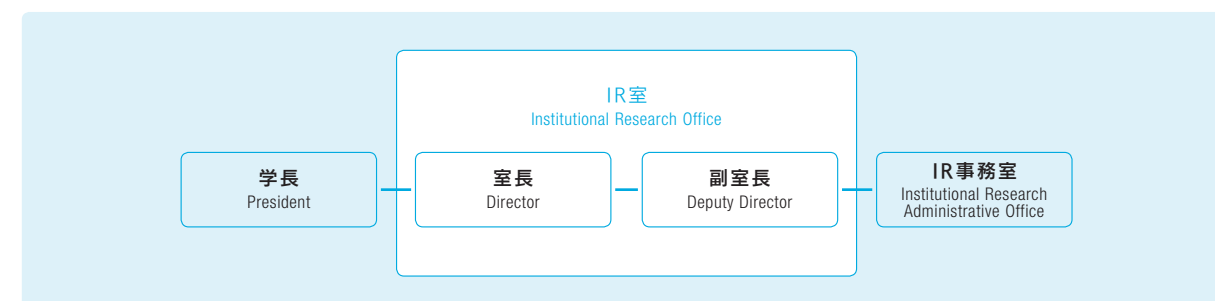 IR室
Institutional Research Office
学長
President
室長
Director
副室長
Deputy Director
IR事務室
Institutional Research
Administrative Office